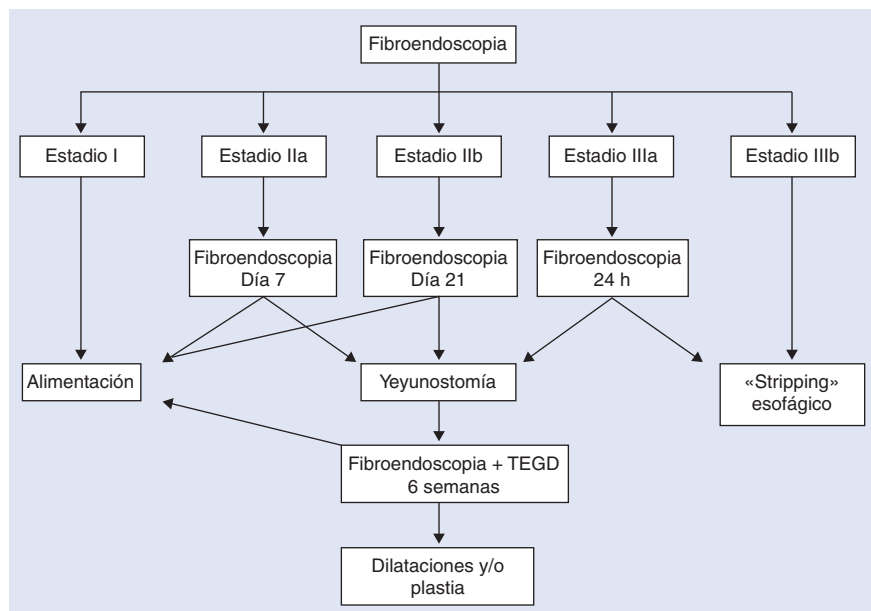 Fibroendoscopia
Estadio I
Estadio IIa
Estadio IIb
Estadio IIIa
Estadio IIIb
Fibroendoscopia
Día 7
Fibroendoscopia
Día 21
Fibroendoscopia
24 h
Alimentación
Yeyunostomía
«Stripping»
esofágico
Fibroendoscopia + TEGD
6 semanas
Dilataciones y/o
plastia